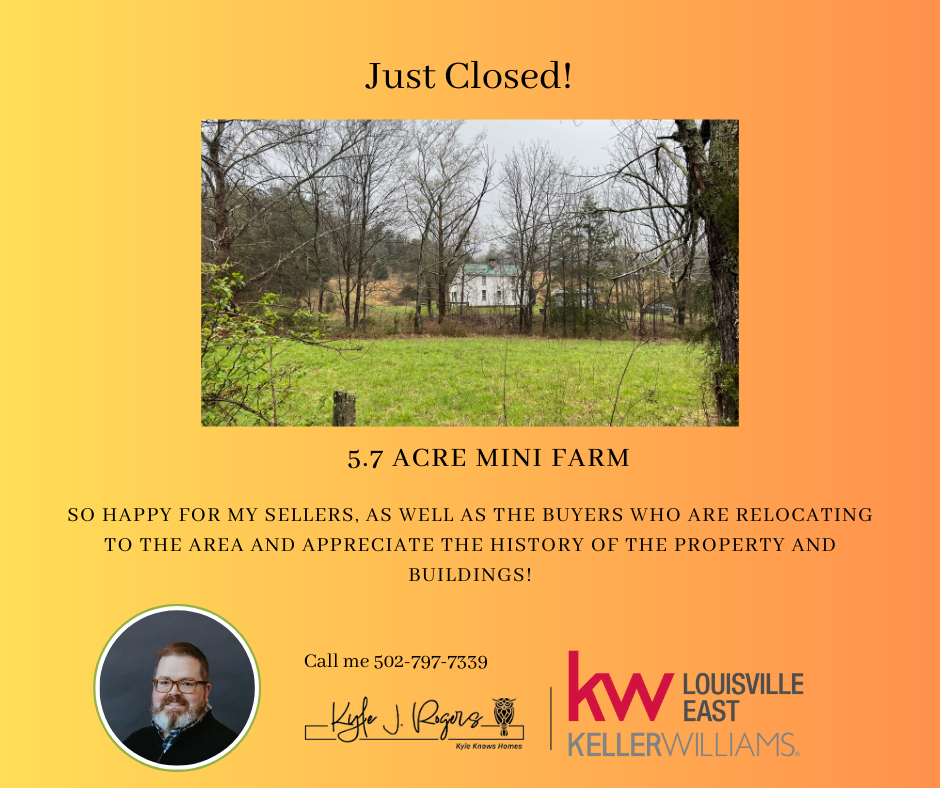 Just Closed!
5.7 ACRE MINI FARM
SO HAPPY FOR MY SELLERS, AS WELL AS THE BUYERS WHO ARE RELOCATING
TO THE AREA AND APPRECIATE THE HISTORY OF THE PROPERTY AND
BUILDINGS!
Call me 502-797-7339
Kyle J. Rogers
Kyle Knows Homes
kw LOUISVILLE
EAST
KELLERWILLIAMS.